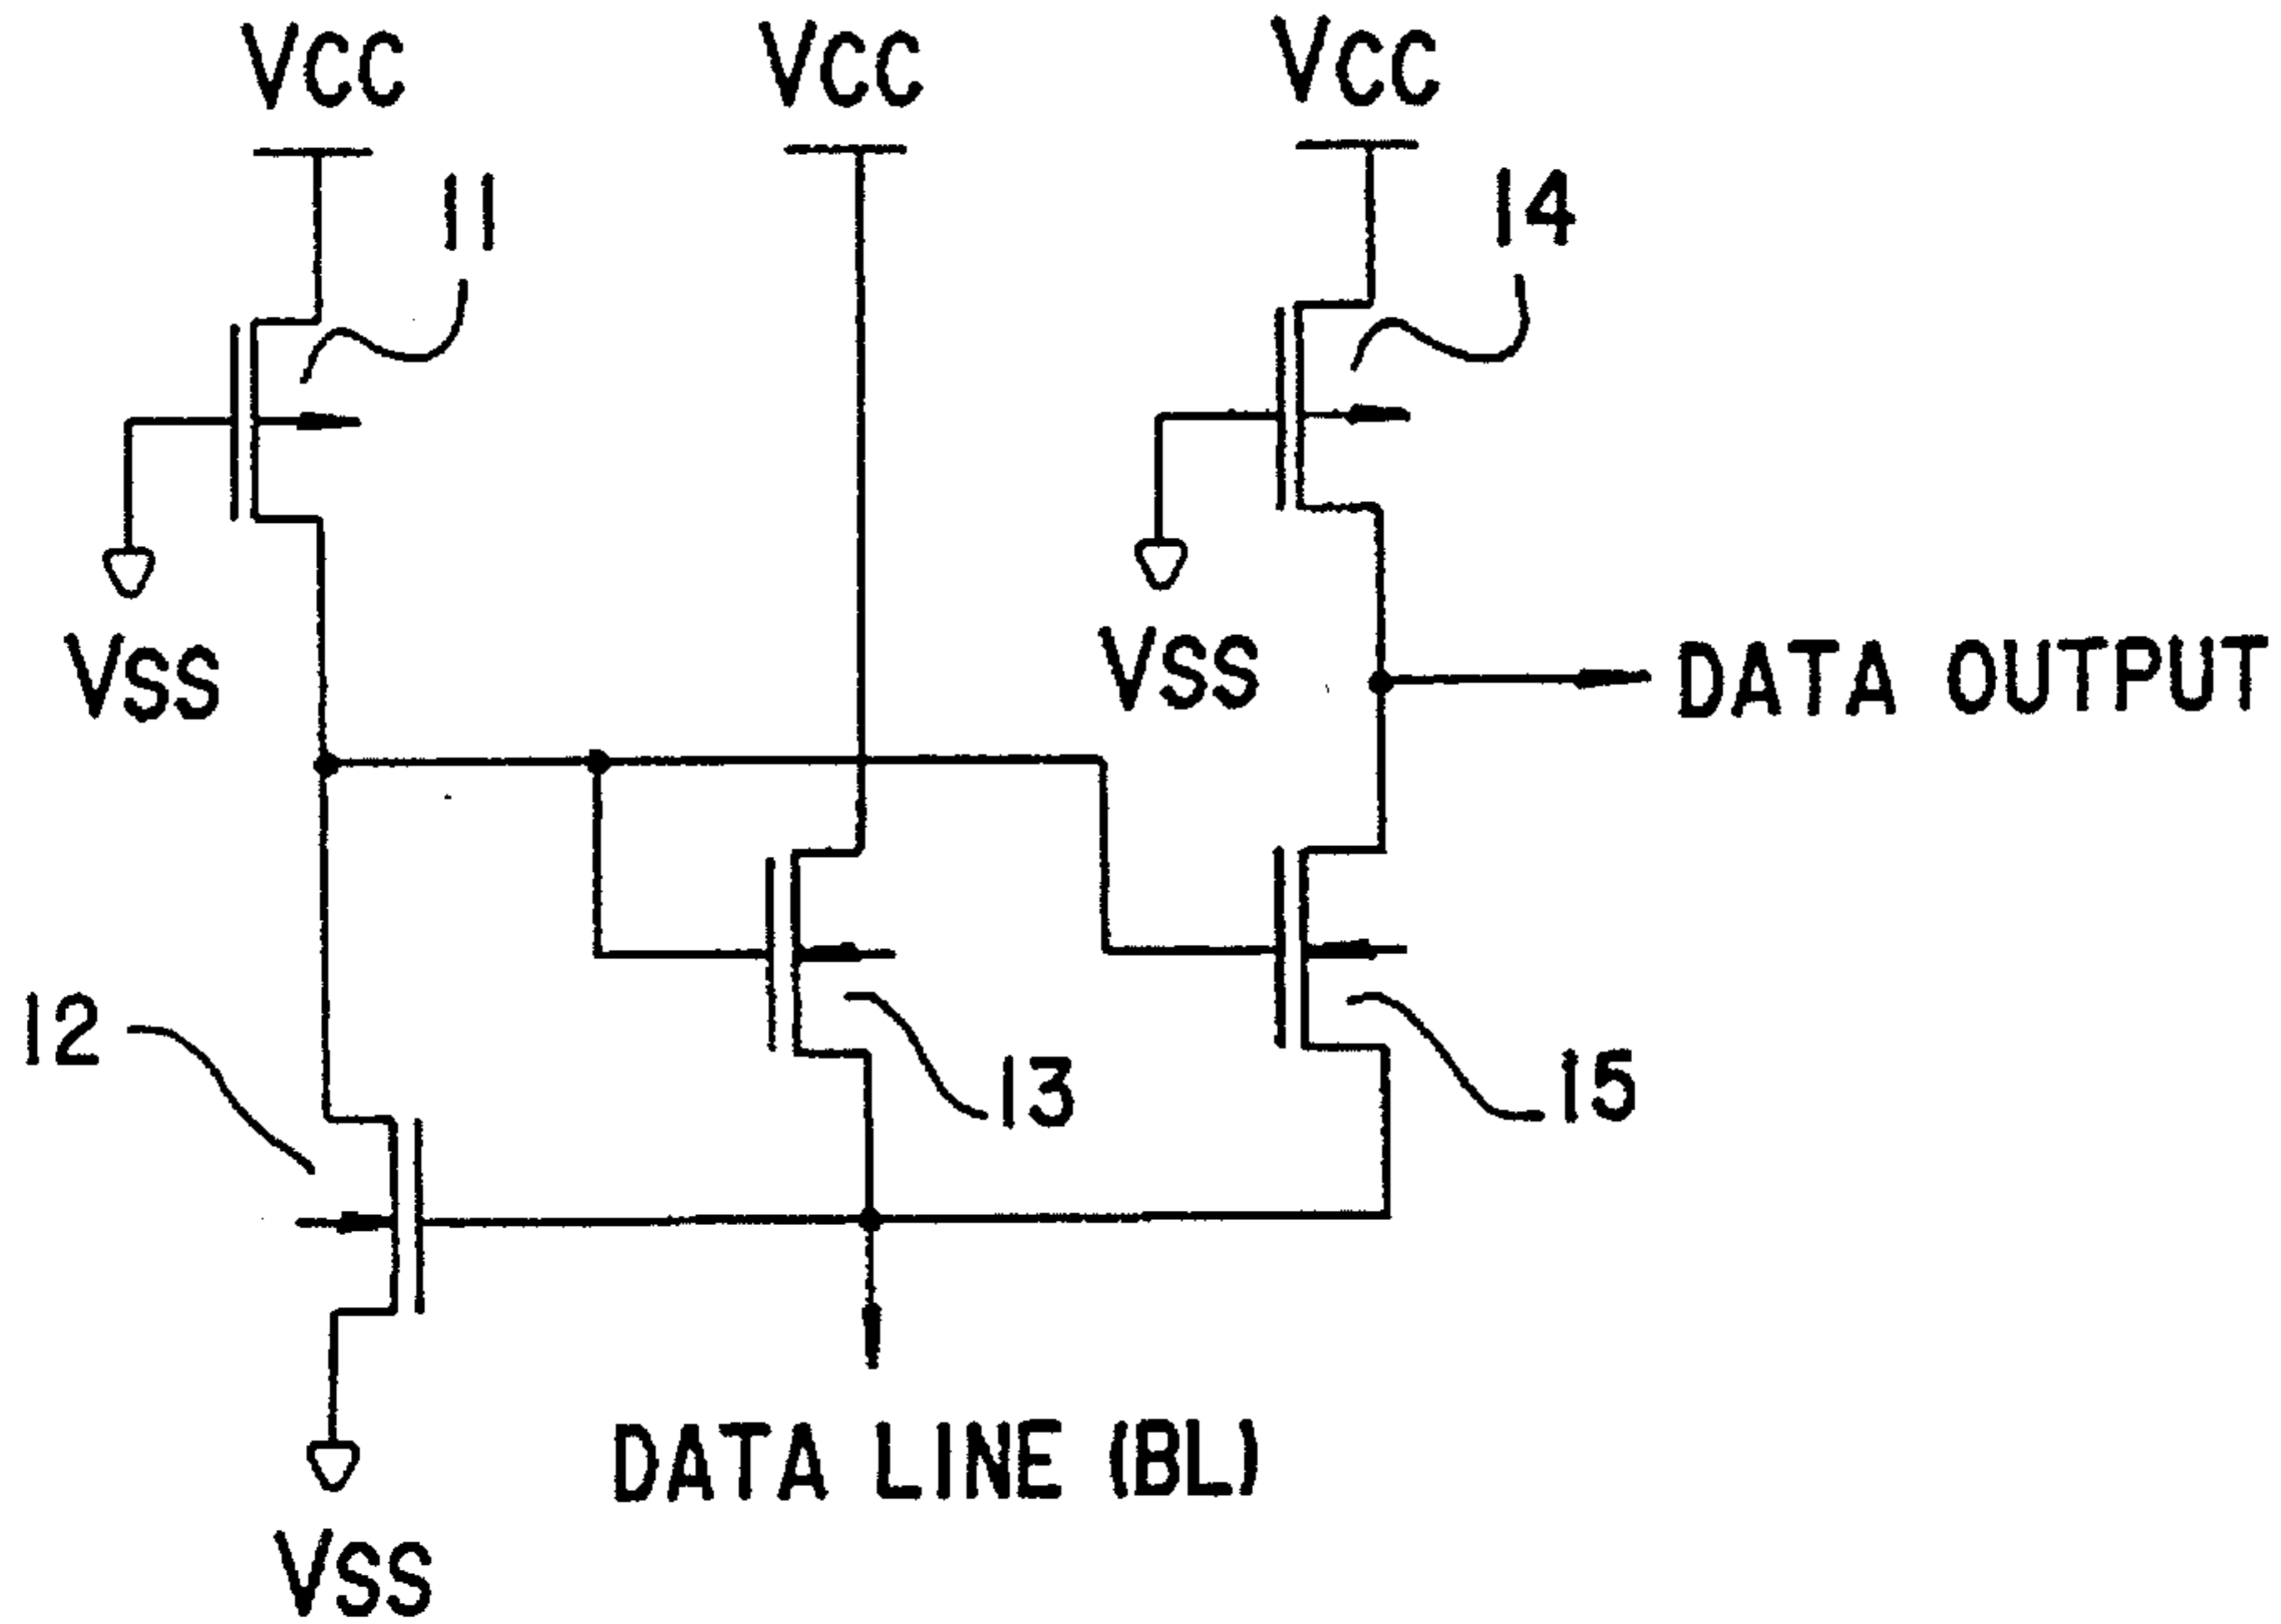 VCC
VCC
VCC
11
14
VSS
VSS
DATA OUTPUT
12
13
15
DATA LINE (BL)
VSS